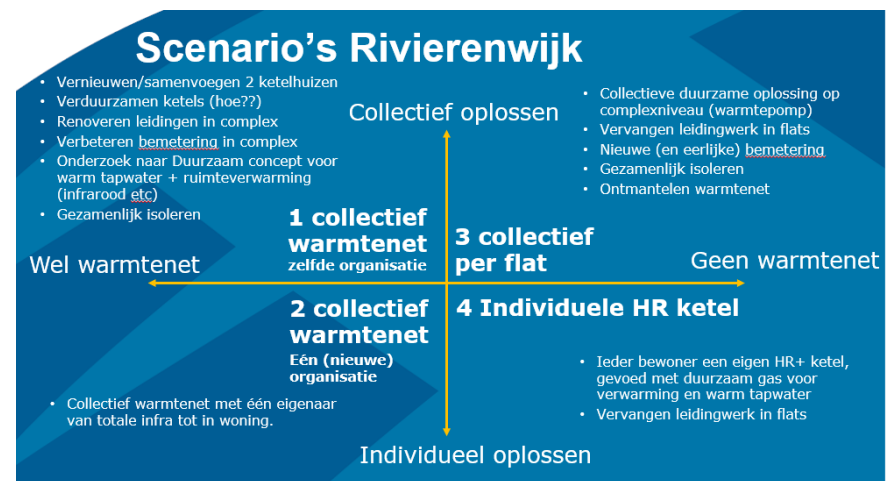 Scenario's Rivierenwijk
• Vernieuwen/samenvoegen 2 ketelhuizen
• Verduurzamen ketels (hoe??)
• Renoveren leidingen in complex
• Verbeteren bemetering in complex
• Onderzoek naar Duurzaam concept voor
warm tapwater + ruimteverwarming
(infrarood etc)
• Gezamenlijk isoleren
Collectief oplossen
• Collectieve duurzame oplossing op
complexniveau (warmtepomp)
• Vervangen leidingwerk in flats
• Nieuwe (en eerlijke) bemetering
• Gezamenlijk isoleren
• Ontmantelen warmtenet
1 collectief
warmtenet
zelfde organisatie
3 collectief
per flat
Wel warmtenet
Geen warmtenet
2 collectief
warmtenet
Eén (nieuwe)
organisatie
4 Individuele HR ketel
• Collectief warmtenet met één eigenaar
van totale infra tot in woning.
• Ieder bewoner een eigen HR+ ketel,
gevoed met duurzaam gas voor
verwarming en warm tapwater
• Vervangen leidingwerk in flats
Individueel oplossen